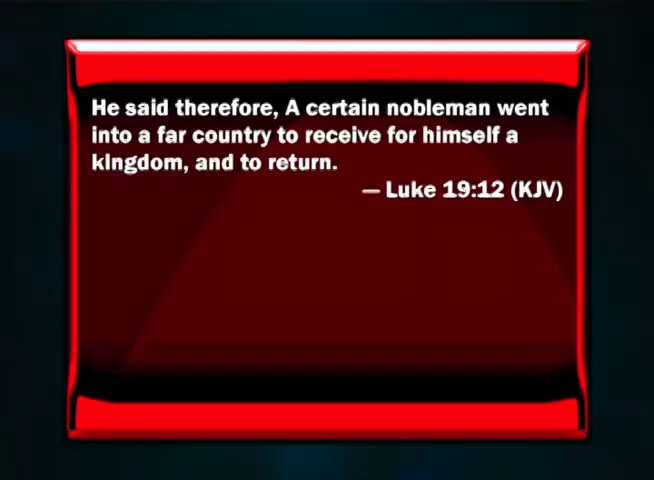 He said therefore, A certain nobleman went
into a far country to receive for himself a
kingdom, and to return.
— Luke 19:12 (KJV)